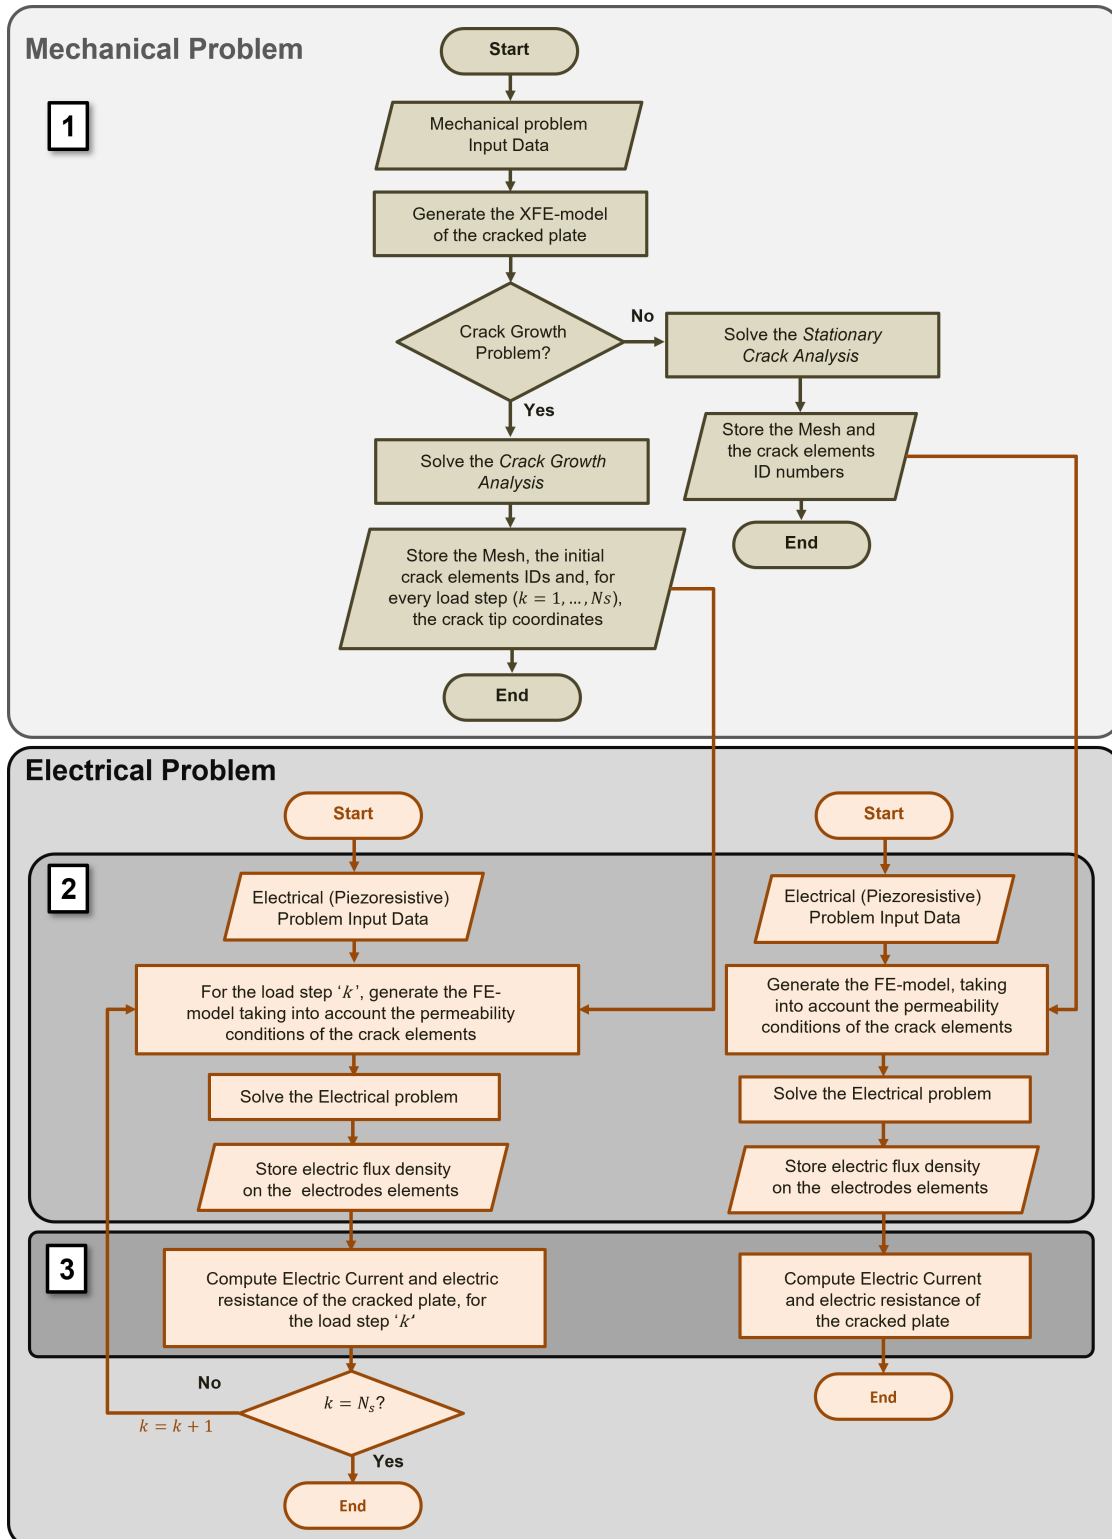 Mechanical Problem
1
Start
Mechanical problem
Input Data
Generate the XFE-model
of the cracked plate
Crack Growth
Problem?
No
Solve the Stationary
Crack Analysis
Yes
Store the Mesh and
the crack elements
ID numbers
End
Solve the Crack Growth
Analysis
Store the Mesh, the initial
crack elements IDs and, for
every load step (k = 1, ... , Ns),
the crack tip coordinates
End
Electrical Problem
2
Start
Electrical (Piezoresistive)
Problem Input Data
For the load step ‘k’, generate the FE-
model taking into account the permeability
conditions of the crack elements
Solve the Electrical problem
Store electric flux density
on the electrodes elements
3
Compute Electric Current and electric
resistance of the cracked plate, for
the load step ‘k‘
k = Ns?
No
k = k + 1
Yes
End
Start
Electrical (Piezoresistive)
Problem Input Data
Generate the FE-model, taking
into account the permeability
conditions of the crack elements
Solve the Electrical problem
Store electric flux density
on the electrodes elements
Compute Electric Current
and electric resistance of
the cracked plate
End